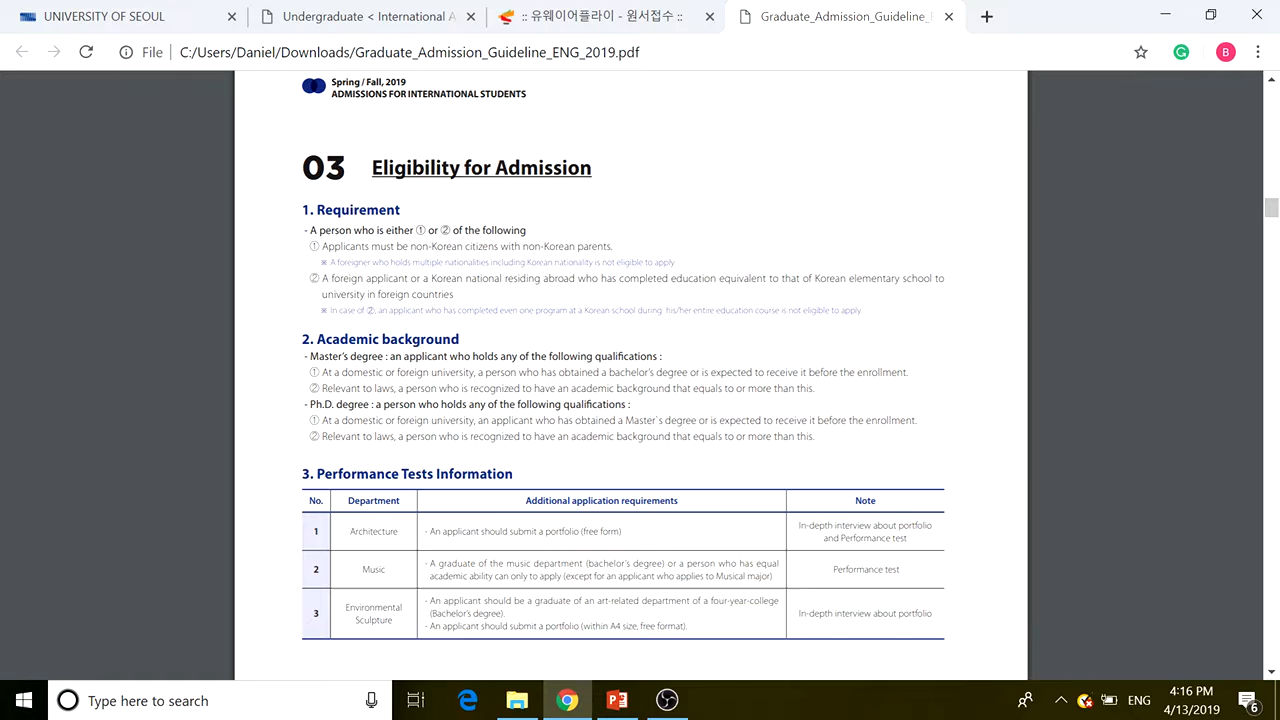 UNIVERSITY OF SEOUL
Undergraduate < International A
:: 유웨이어플라이 - 원서접수 ::
Graduate_Admission_Guideline_
File
C:/Users/Daniel/Downloads/Graduate_Admission_Guideline_ENG_2019.pdf
B
Spring / Fall, 2019
ADMISSIONS FOR INTERNATIONAL STUDENTS
03 Eligibility for Admission
1. Requirement
- A person who is either ① or ② of the following
① Applicants must be non-Korean citizens with non-Korean parents.
※ A foreigner who holds multiple nationalities including Korean nationality is not eligible to apply
② A foreign applicant or a Korean national residing abroad who has completed education equivalent to that of Korean elementary school to
university in foreign countries
※ In case of ②, an applicant who has completed even one program at a Korean school during his/her entire education course is not eligible to apply
2. Academic background
- Master's degree : an applicant who holds any of the following qualifications :
① At a domestic or foreign university, a person who has obtained a bachelor's degree or is expected to receive it before the enrollment.
② Relevant to laws, a person who is recognized to have an academic background that equals to or more than this.
- Ph.D. degree : a person who holds any of the following qualifications :
① At a domestic or foreign university, an applicant who has obtained a Master`s degree or is expected to receive it before the enrollment.
② Relevant to laws, a person who is recognized to have an academic background that equals to or more than this.
3. Performance Tests Information
No. Department Additional application requirements Note
1 Architecture - An applicant should submit a portfolio (free form) In-depth interview about portfolio
and Performance test
2 Music - A graduate of the music department (bachelor's degree) or a person who has equal
academic ability can only to apply (except for an applicant who applies to Musical major) Performance test
3 Environmental
Sculpture - An applicant should be a graduate of an art-related department of a four-year-college
(Bachelor's degree).
- An applicant should submit a portfolio (within A4 size, free format). In-depth interview about portfolio
Type here to search
ENG
4:16 PM
4/13/2019
6